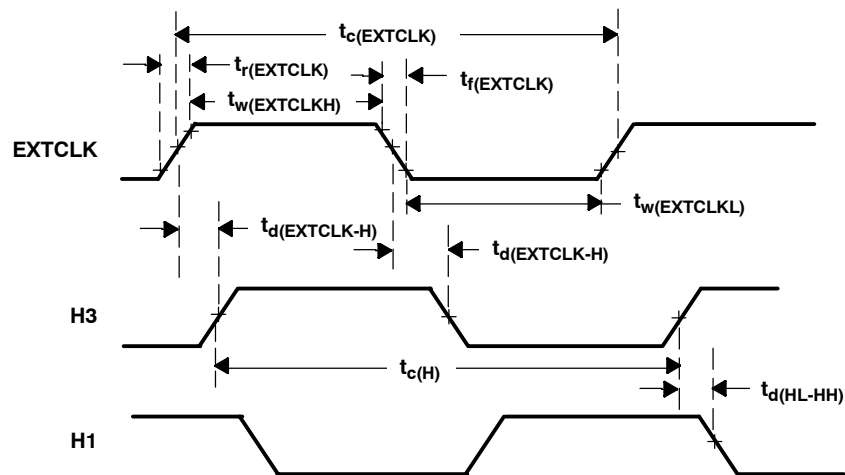 tc(EXTCLK)
tr(EXTCLK)
tf(EXTCLK)
tw(EXTCLKH)
EXTCLK
tw(EXTCLKL)
td(EXTCLK-H)
td(EXTCLK-H)
H3
tc(H)
td(HL-HH)
H1